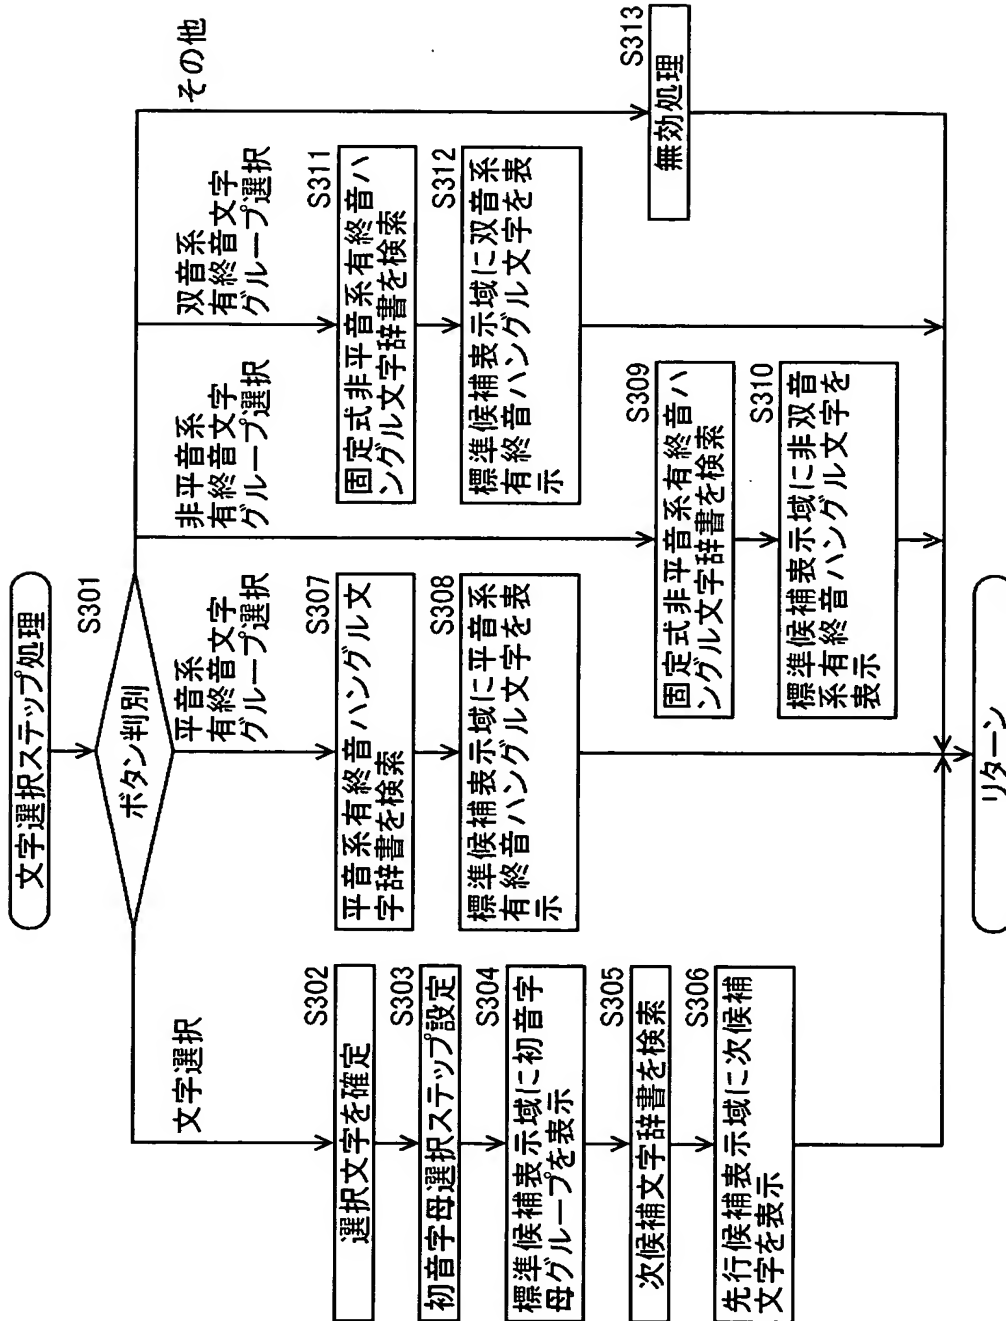 文字選択ステップ処理
S301
ボタン判別
文字選択
S302
選択文字を確定
S303
初音字母選択ステップ設定
S304
標準候補表示域に初音字
母グループを表示
S305
次候補文字辞書を検索
S306
先行候補表示域に次候補
文字を表示
平音系
有終音文字
グループ選択
S307
平音系有終音ハングル文
字辞書を検索
S308
標準候補表示域に平音系
有終音ハングル文字を表
示
非平音系
有終音文字
グループ選択
S309
固定式非平音系有終音ハ
ングル文字辞書を検索
S310
標準候補表示域に非双音
系有終音ハングル文字を
表示
双音系
有終音文字
グループ選択
S311
固定式非平音系有終音ハ
ングル文字辞書を検索
S312
標準候補表示域に双音系
有終音ハングル文字を表
示
その他
S313
無効処理
リターン